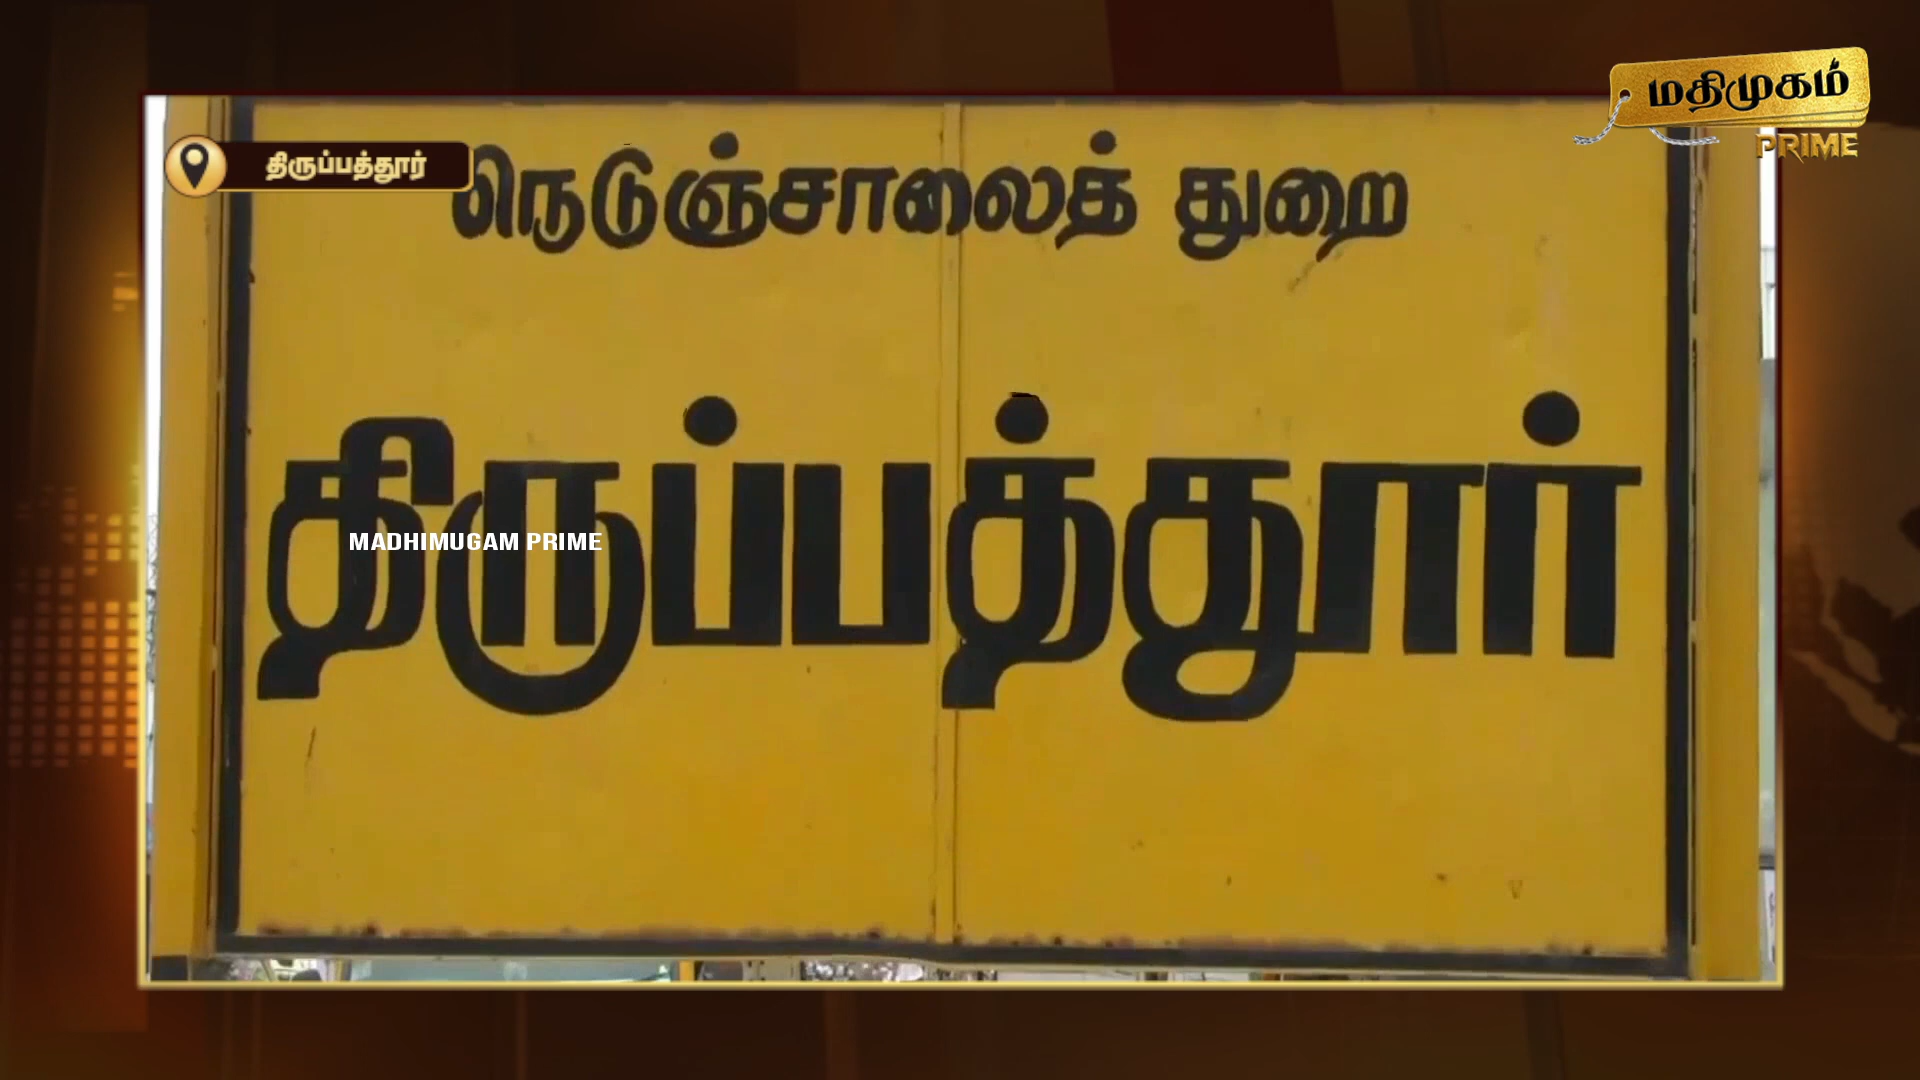 மதிமுகம்
PRIME
திருப்பத்தூர்
நெடுஞ்சாலைத் துறை
திருப்பத்தூர்
MADHIMUGAM PRIME